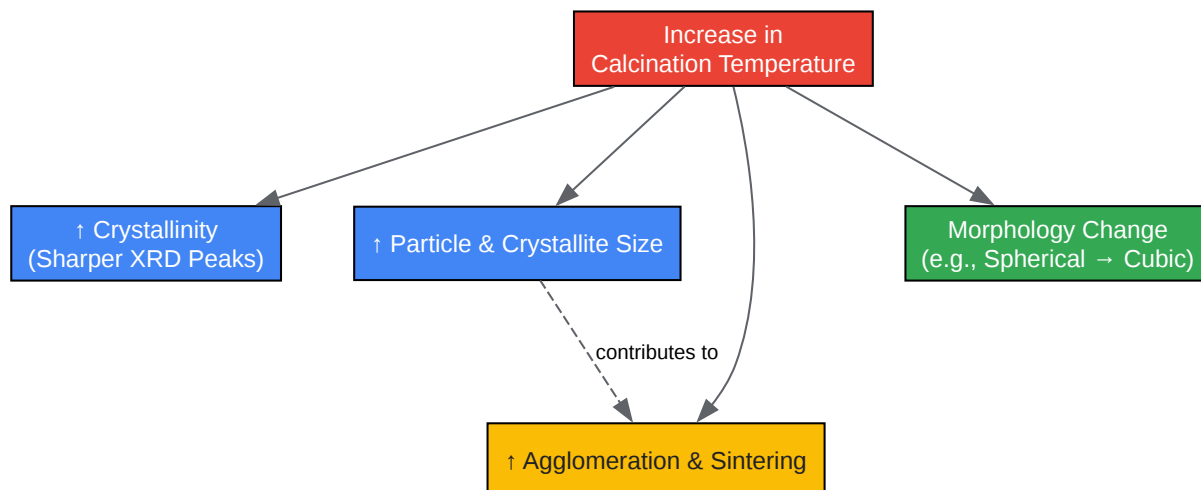 Increase in
Calcination Temperature
↑ Crystallinity
(Sharper XRD Peaks)
↑ Particle & Crystallite Size
Morphology Change
(e.g., Spherical → Cubic)
contributes to
↑ Agglomeration & Sintering